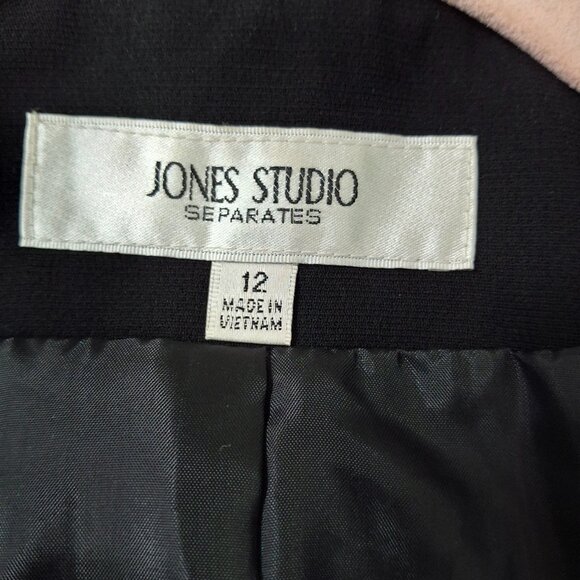 JONES STUDIO
SEPARATES
12
MADE IN
VIETNAM